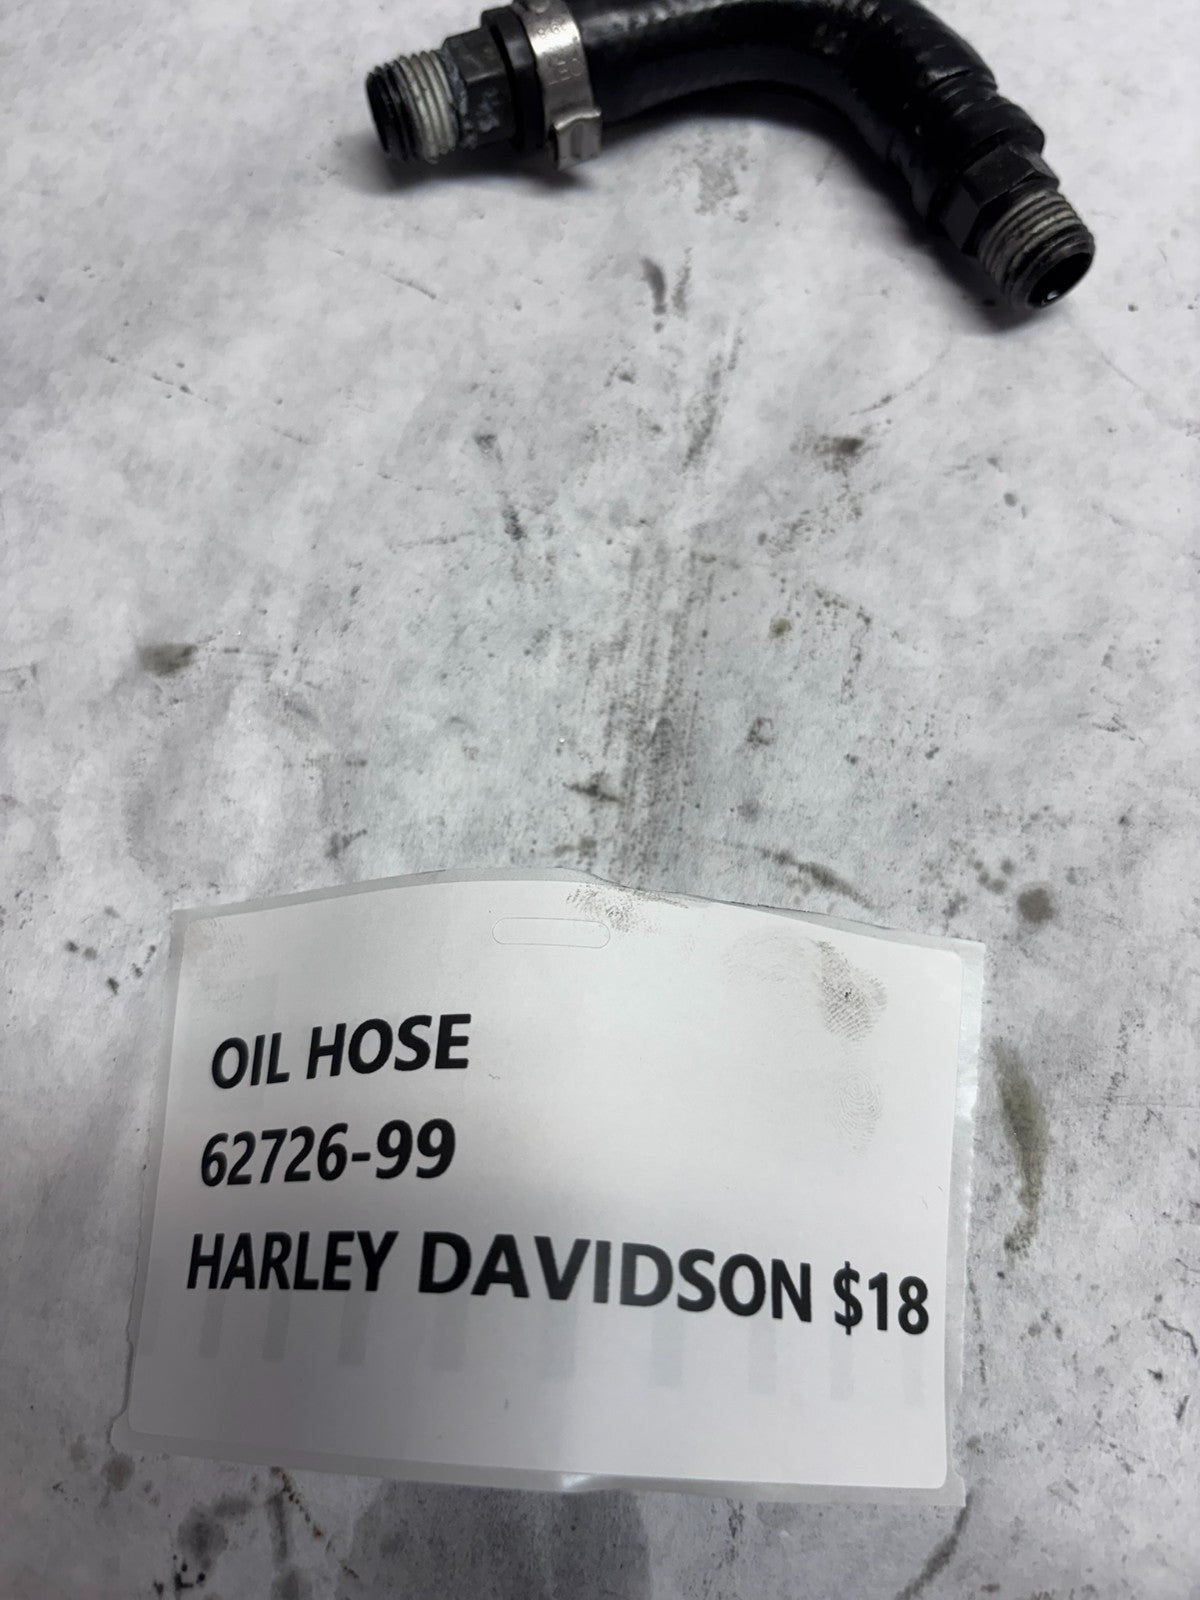 OIL HOSE
62726-99
HARLEY DAVIDSON $18